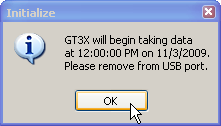 Initialize
GT3X will begin taking data
at 12:00:00 PM on 11/3/2009.
Please remove from USB port.
OK